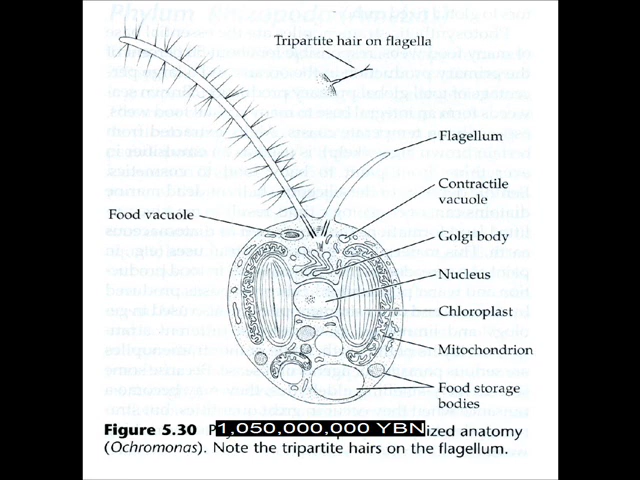 Tripartite hair on flagella
Flagellum
Contractile
vacuole
Food vacuole
Golgi body
Nucleus
Chloroplast
Mitochondrion
Food storage
bodies
Figure 5.30 1,050,000,000 YBN ized anatomy
(Ochromonas). Note the tripartite hairs on the flagellum.